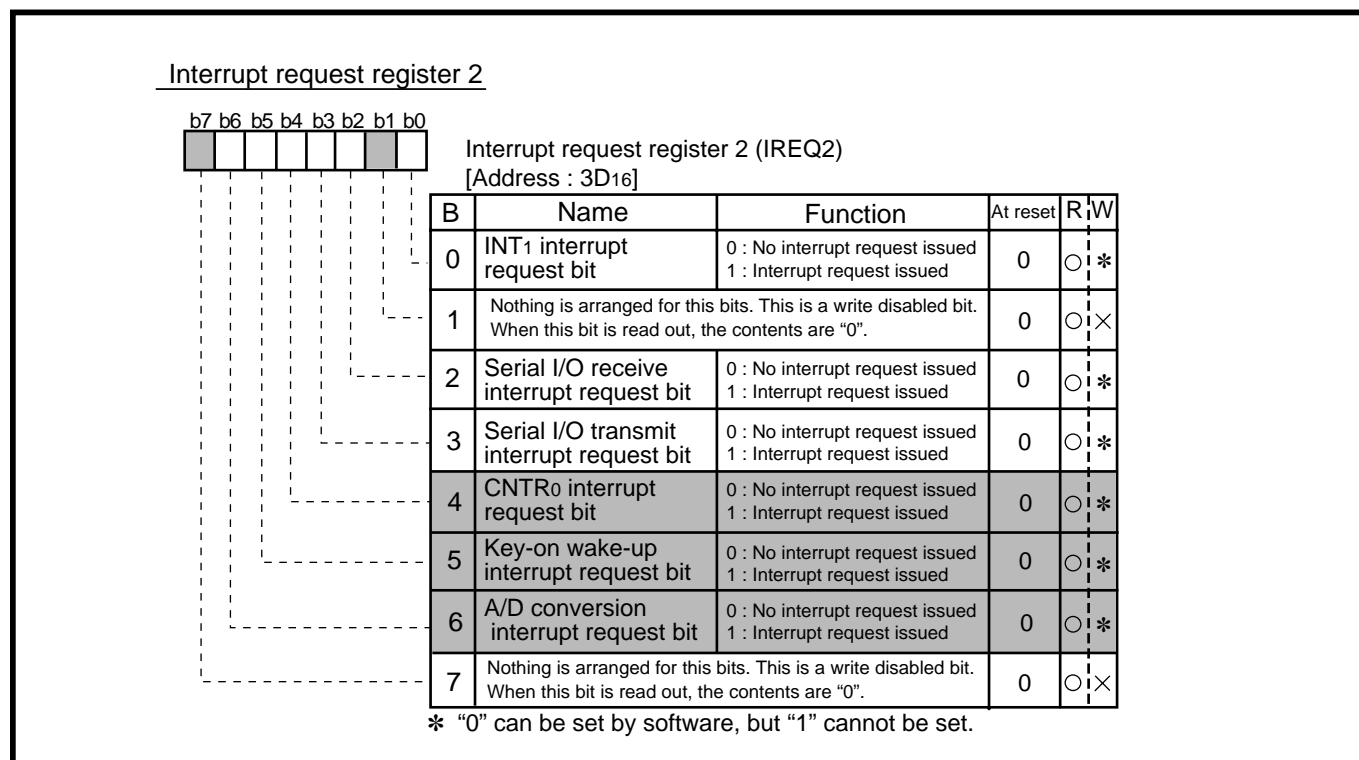 Interrupt request register 2
b7 b6 b5 b4 b3 b2 b1 b0
Interrupt request register 2 (IREQ2)
[Address : 3D16]
B Name Function At reset R W
0 INT1 interrupt request bit 0 : No interrupt request issued 0 ○ ✻
1 : Interrupt request issued
1 Nothing is arranged for this bits. This is a write disabled bit. 0 ○ ×
When this bit is read out, the contents are “0”.
2 Serial I/O receive interrupt request bit 0 : No interrupt request issued 0 ○ ✻
1 : Interrupt request issued
3 Serial I/O transmit interrupt request bit 0 : No interrupt request issued 0 ○ ✻
1 : Interrupt request issued
4 CNTR0 interrupt request bit 0 : No interrupt request issued 0 ○ ✻
1 : Interrupt request issued
5 Key-on wake-up interrupt request bit 0 : No interrupt request issued 0 ○ ✻
1 : Interrupt request issued
6 A/D conversion interrupt request bit 0 : No interrupt request issued 0 ○ ✻
1 : Interrupt request issued
7 Nothing is arranged for this bits. This is a write disabled bit. 0 ○ ×
When this bit is read out, the contents are “0”.
✻ “0” can be set by software, but “1” cannot be set.